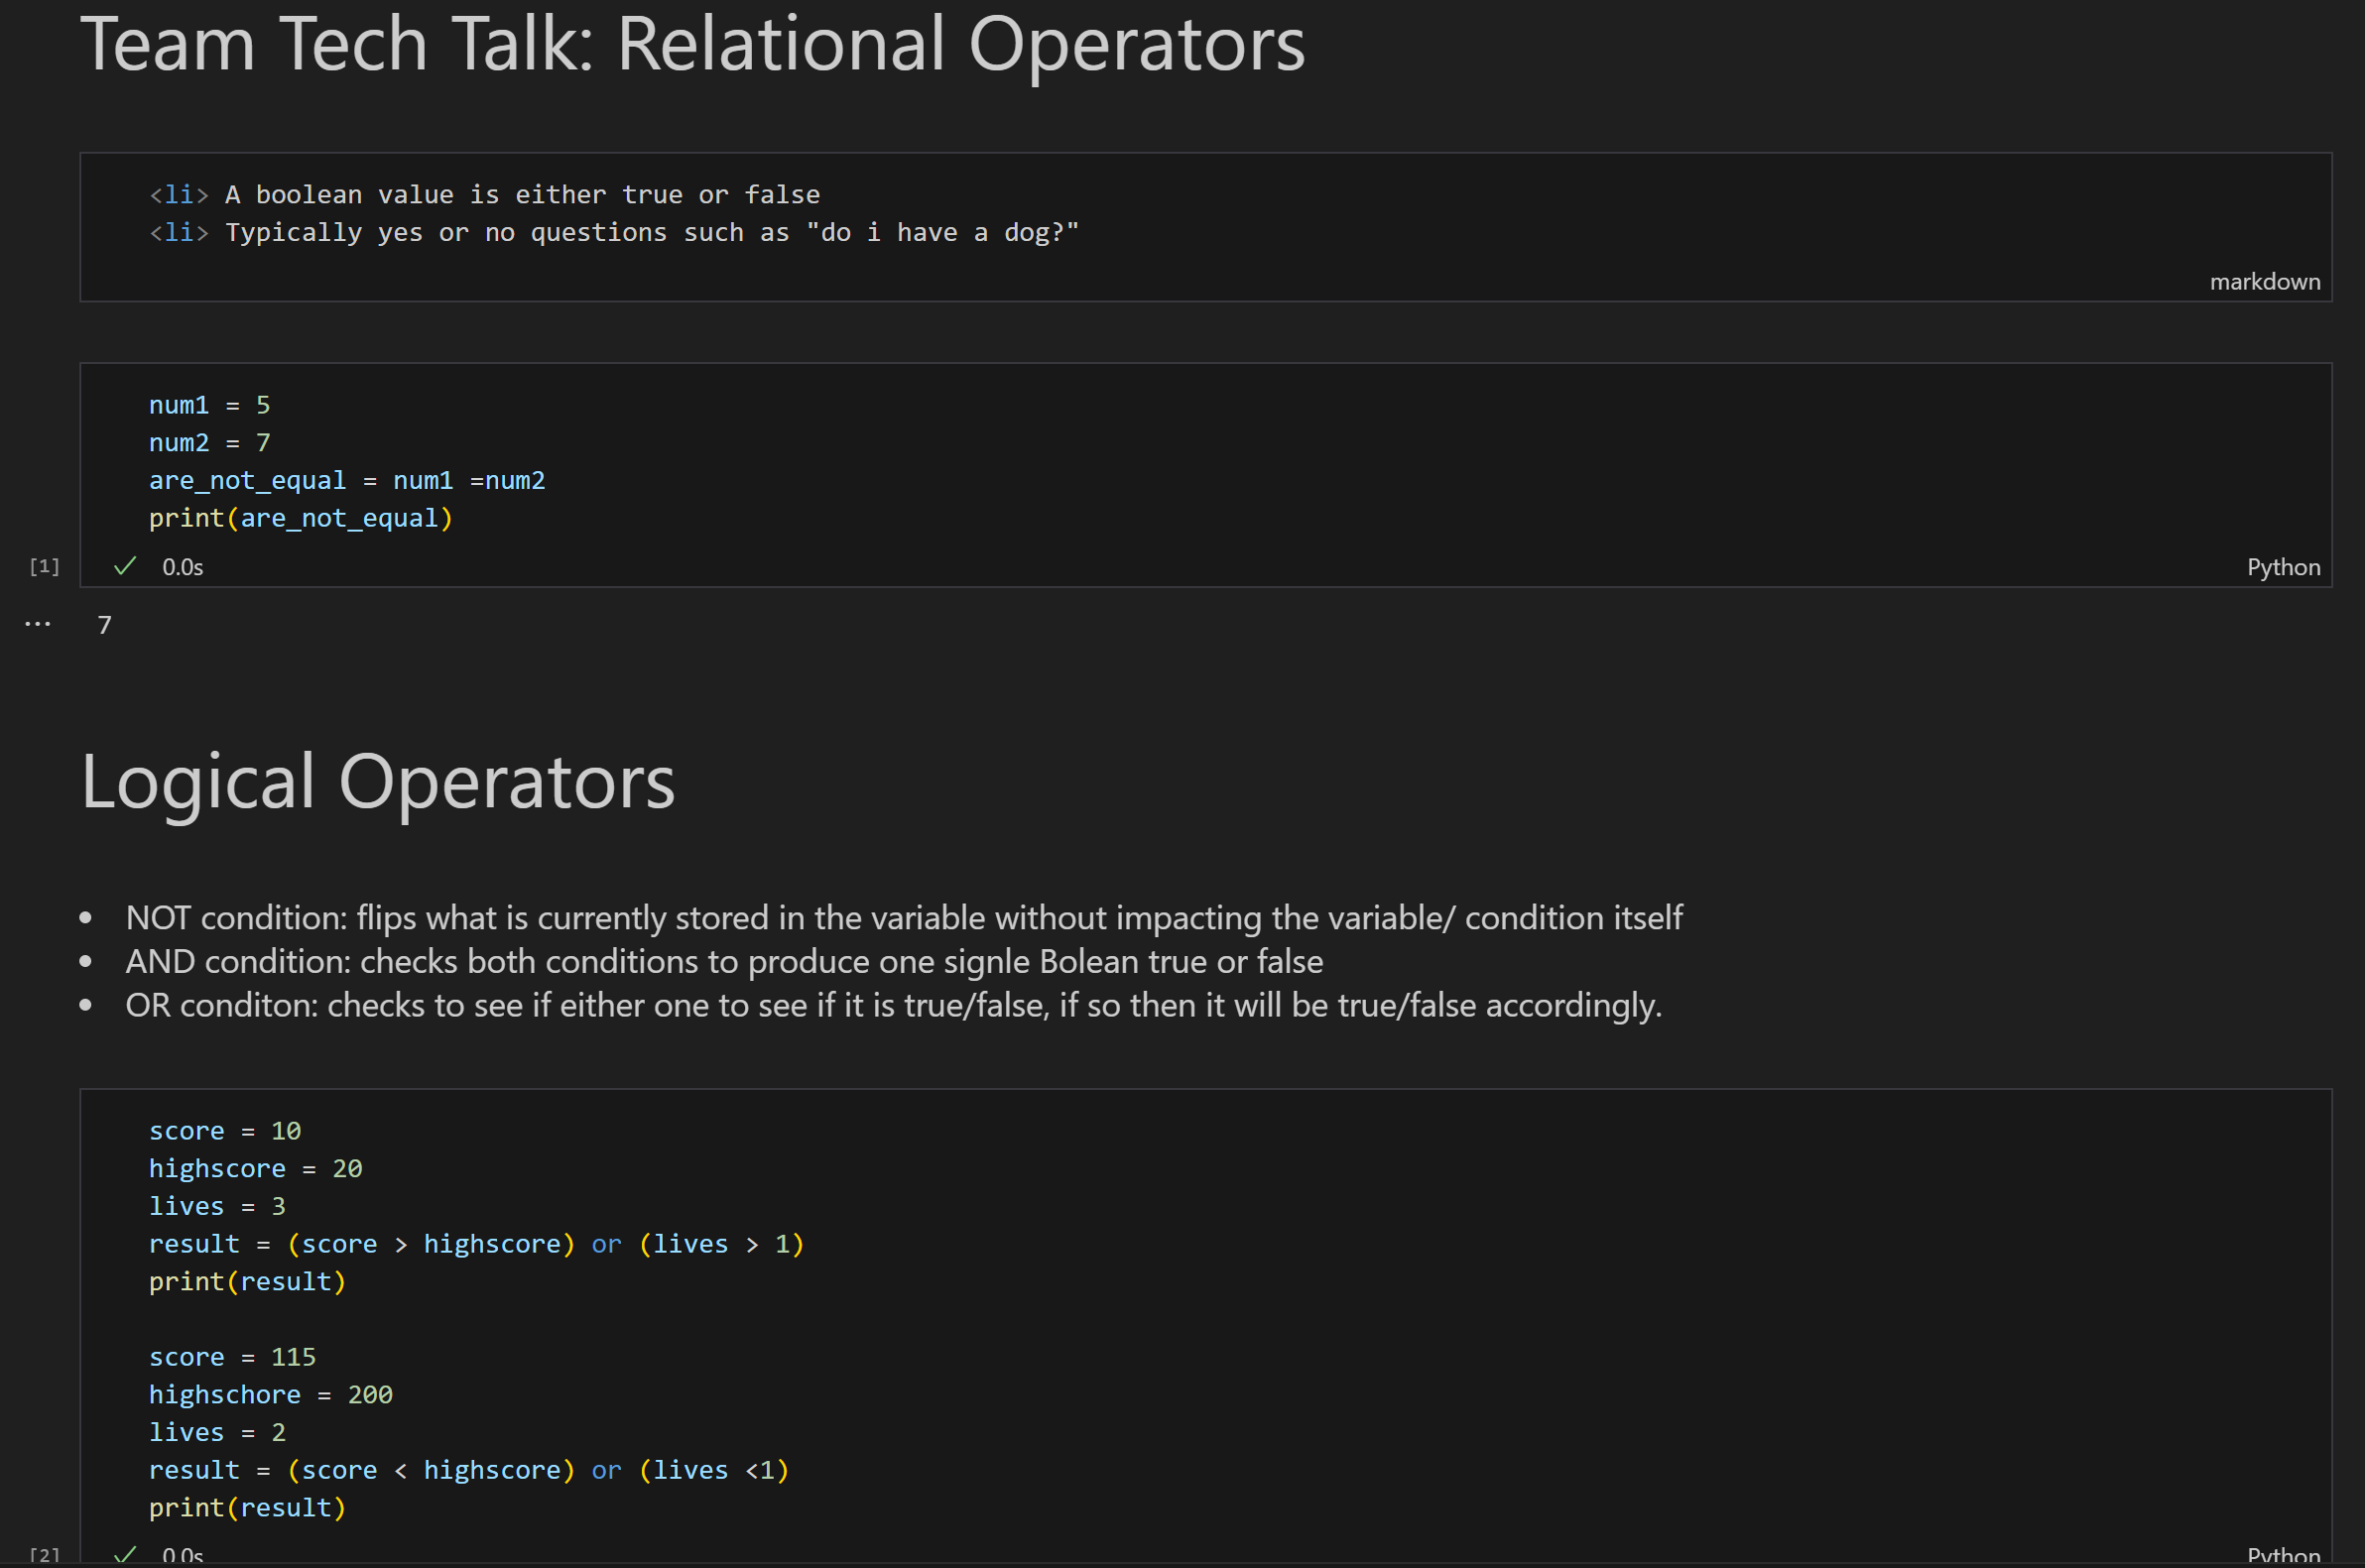 Team Tech Talk: Relational Operators
<li> A boolean value is either true or false
<li> Typically yes or no questions such as "do i have a dog?"
markdown
num1 = 5
num2 = 7
are_not_equal = num1 =num2
print(are_not_equal)
[1] ✓ 0.0s Python
... 7
Logical Operators
• NOT condition: flips what is currently stored in the variable without impacting the variable/ condition itself
• AND condition: checks both conditions to produce one signle Bolean true or false
• OR conditon: checks to see if either one to see if it is true/false, if so then it will be true/false accordingly.
score = 10
highscore = 20
lives = 3
result = (score > highscore) or (lives > 1)
print(result)
score = 115
highschore = 200
lives = 2
result = (score < highscore) or (lives <1)
print(result)
[2] ✓ 0.0s Python